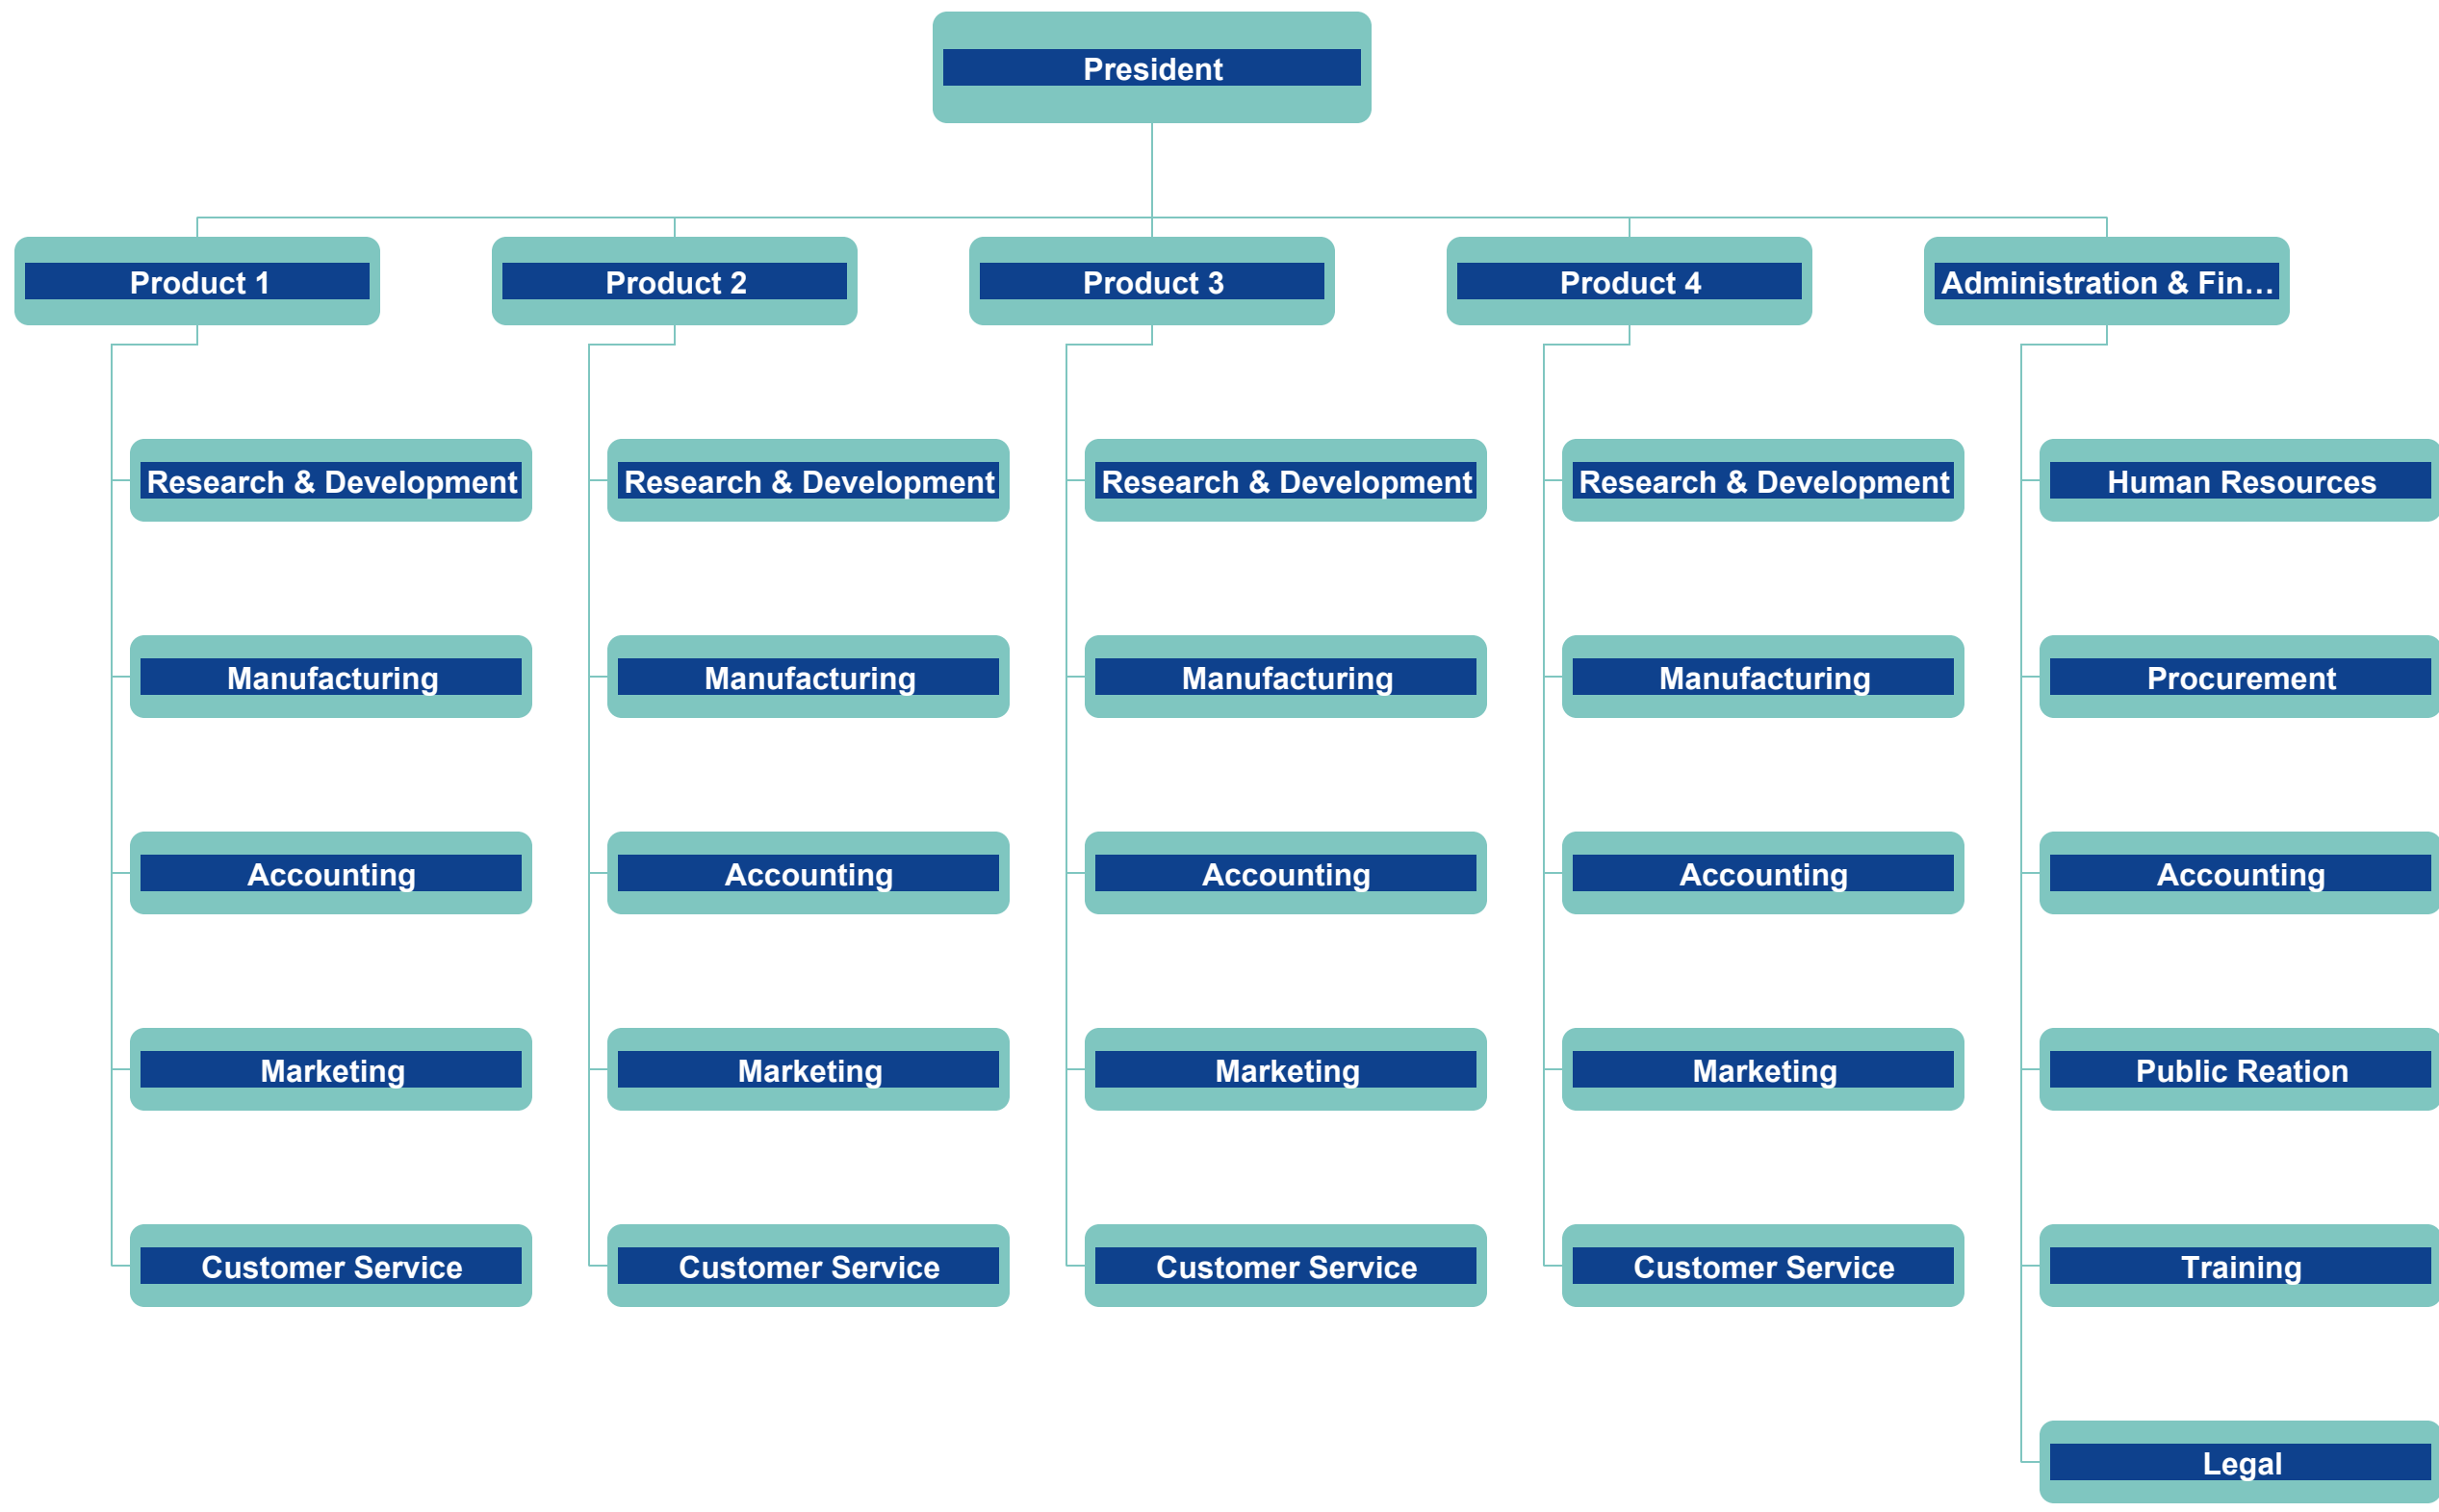 President
Product 1
Product 2
Product 3
Product 4
Administration & Fin…
Research & Development
Research & Development
Research & Development
Research & Development
Human Resources
Manufacturing
Manufacturing
Manufacturing
Manufacturing
Procurement
Accounting
Accounting
Accounting
Accounting
Accounting
Marketing
Marketing
Marketing
Marketing
Public Reation
Customer Service
Customer Service
Customer Service
Customer Service
Training
Legal